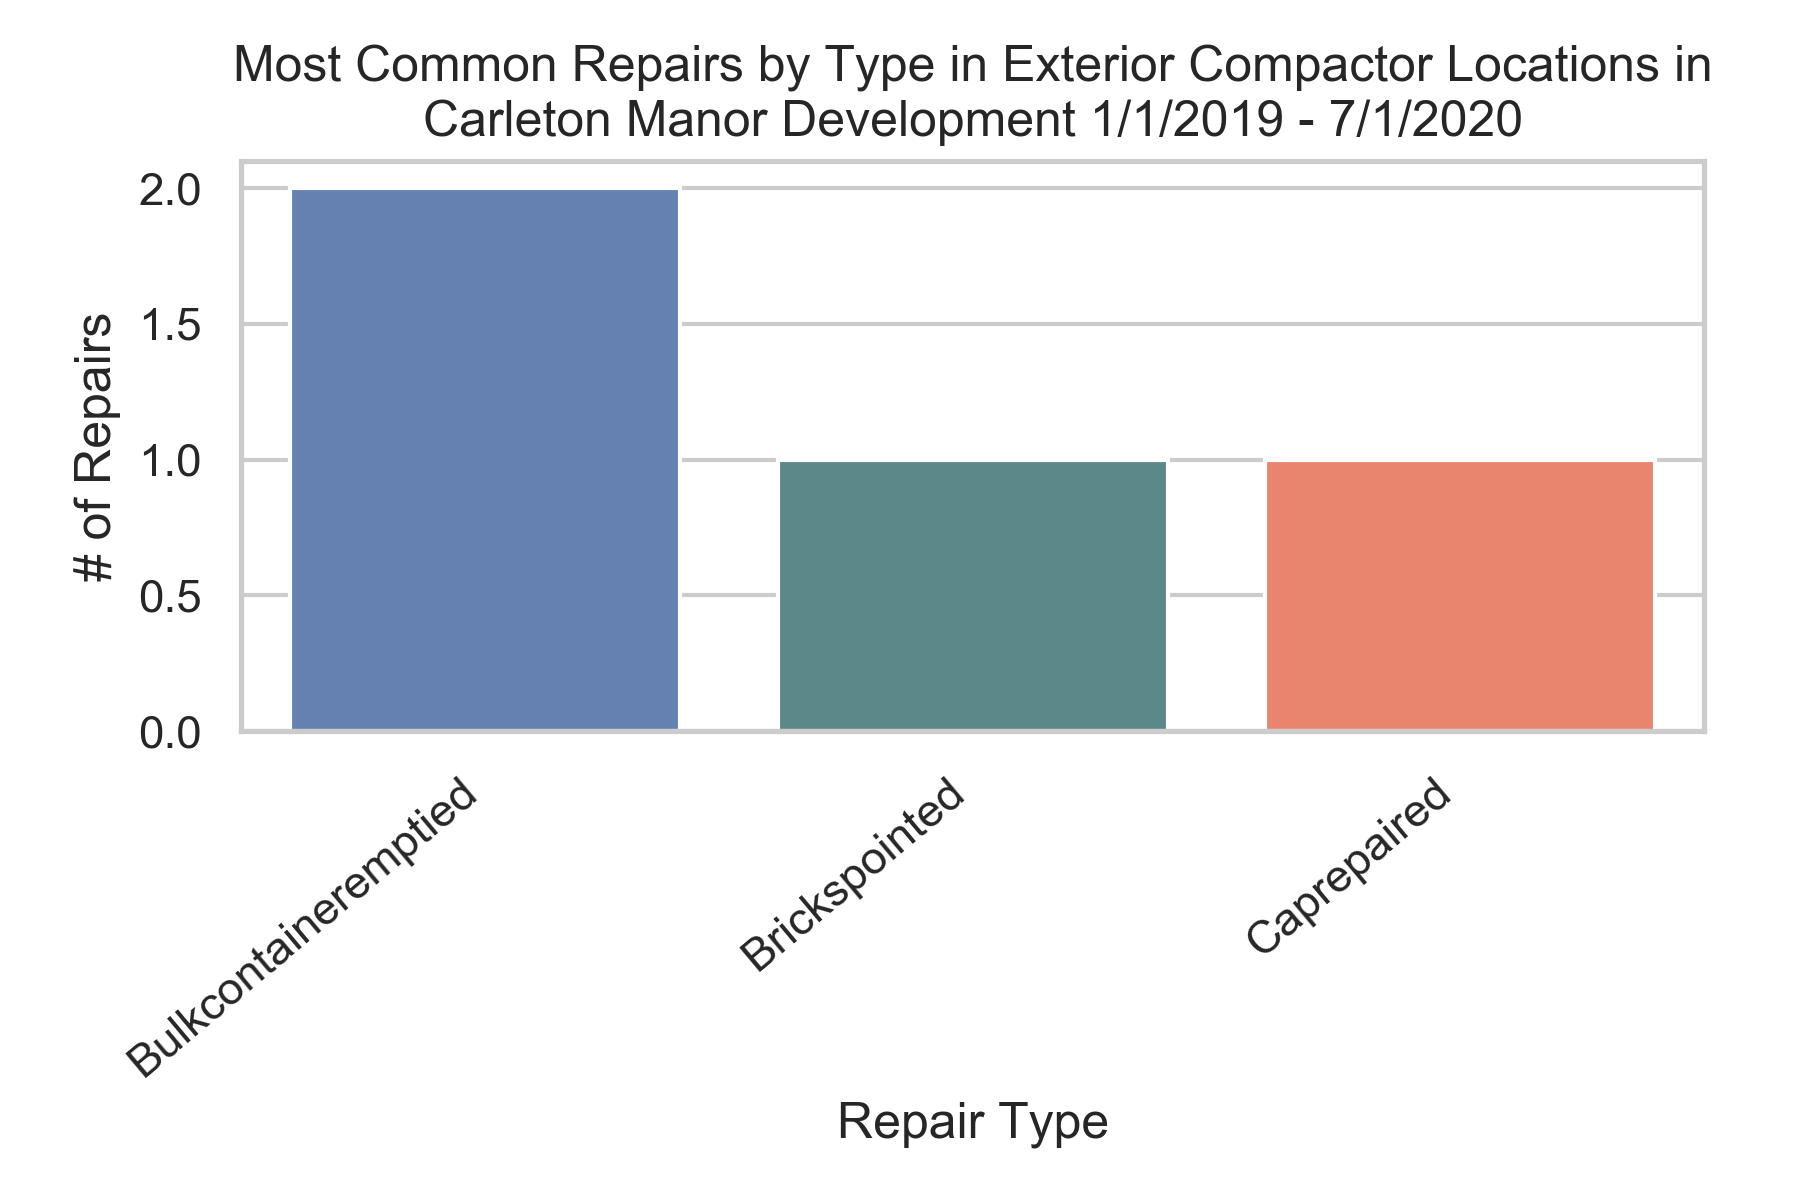 Most Common Repairs by Type in Exterior Compactor Locations in
Carleton Manor Development 1/1/2019 - 7/1/2020
2.0
1.5
1.0
0.5
0.0
# of Repairs
Bulkcontaineremptied
Brickspointed
Caprepaired
Repair Type